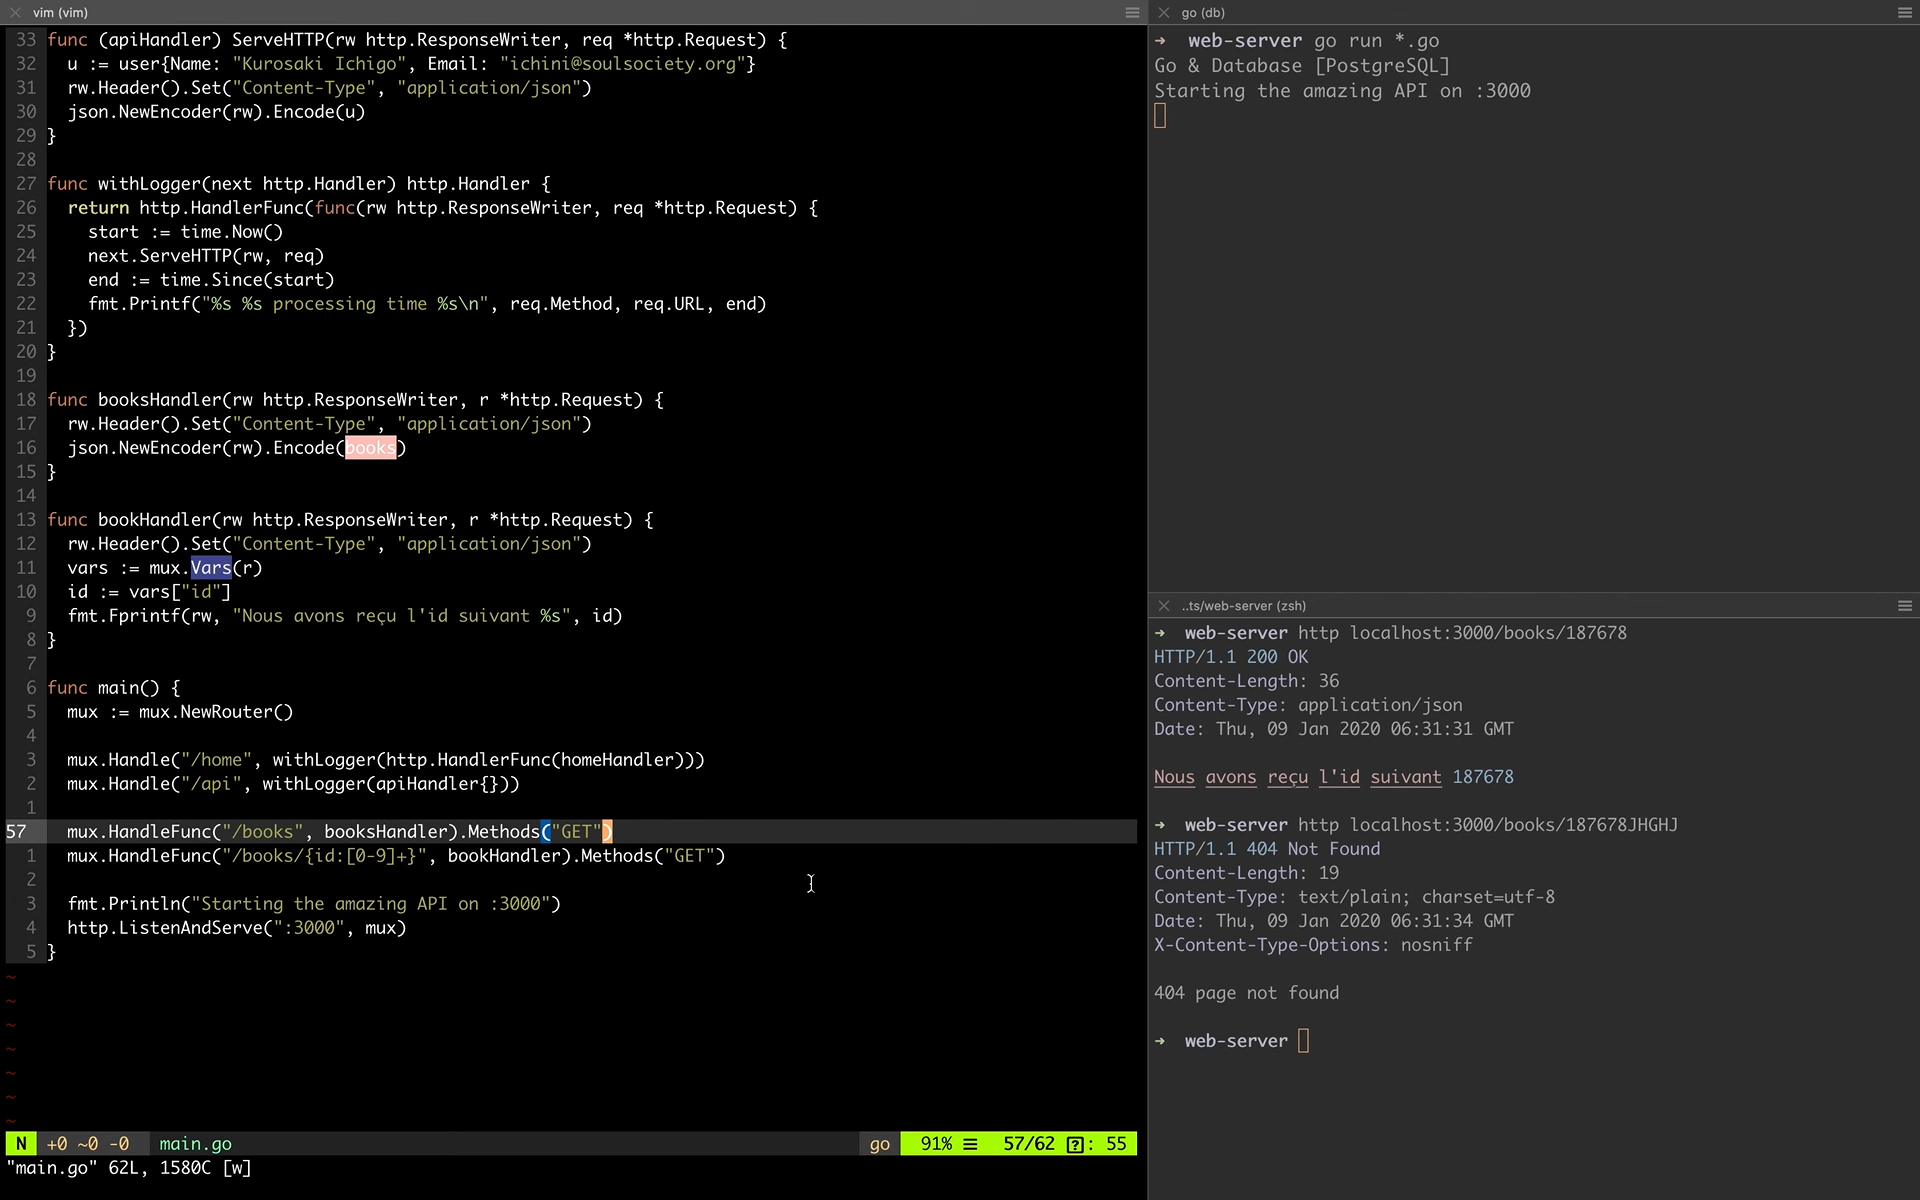 vim (vim)
33 func (apiHandler) ServeHTTP(rw http.ResponseWriter, req *http.Request) {
32   u := user{Name: "Kurosaki Ichigo", Email: "ichini@soulsociety.org"}
31   rw.Header().Set("Content-Type", "application/json")
30   json.NewEncoder(rw).Encode(u)
29 }
28
27 func withLogger(next http.Handler) http.Handler {
26   return http.HandlerFunc(func(rw http.ResponseWriter, req *http.Request) {
25     start := time.Now()
24     next.ServeHTTP(rw, req)
23     end := time.Since(start)
22     fmt.Printf("%s %s processing time %s\n", req.Method, req.URL, end)
21   })
20 }
19
18 func booksHandler(rw http.ResponseWriter, r *http.Request) {
17   rw.Header().Set("Content-Type", "application/json")
16   json.NewEncoder(rw).Encode(books)
15 }
14
13 func bookHandler(rw http.ResponseWriter, r *http.Request) {
12   rw.Header().Set("Content-Type", "application/json")
11   vars := mux.Vars(r)
10   id := vars["id"]
9   fmt.Fprintf(rw, "Nous avons reçu l'id suivant %s", id)
8 }
7
6 func main() {
5   mux := mux.NewRouter()
4
3   mux.Handle("/home", withLogger(http.HandlerFunc(homeHandler)))
2   mux.Handle("/api", withLogger(apiHandler{}))
1
57   mux.HandleFunc("/books", booksHandler).Methods("GET")
1   mux.HandleFunc("/books/{id:[0-9]+}", bookHandler).Methods("GET")
2
3   fmt.Println("Starting the amazing API on :3000")
4   http.ListenAndServe(":3000", mux)
5 }
~
~
~
~
~
~
~
N +0 ~0 -0 main.go go 91% ☰ 57/62 [?]: 55
"main.go" 62L, 1580C [w]
go (db)
➜ web-server go run *.go
Go & Database [PostgreSQL]
Starting the amazing API on :3000
..ts/web-server (zsh)
➜ web-server http localhost:3000/books/187678
HTTP/1.1 200 OK
Content-Length: 36
Content-Type: application/json
Date: Thu, 09 Jan 2020 06:31:31 GMT
Nous avons reçu l'id suivant 187678
➜ web-server http localhost:3000/books/187678JHGHJ
HTTP/1.1 404 Not Found
Content-Length: 19
Content-Type: text/plain; charset=utf-8
Date: Thu, 09 Jan 2020 06:31:34 GMT
X-Content-Type-Options: nosniff
404 page not found
➜ web-server